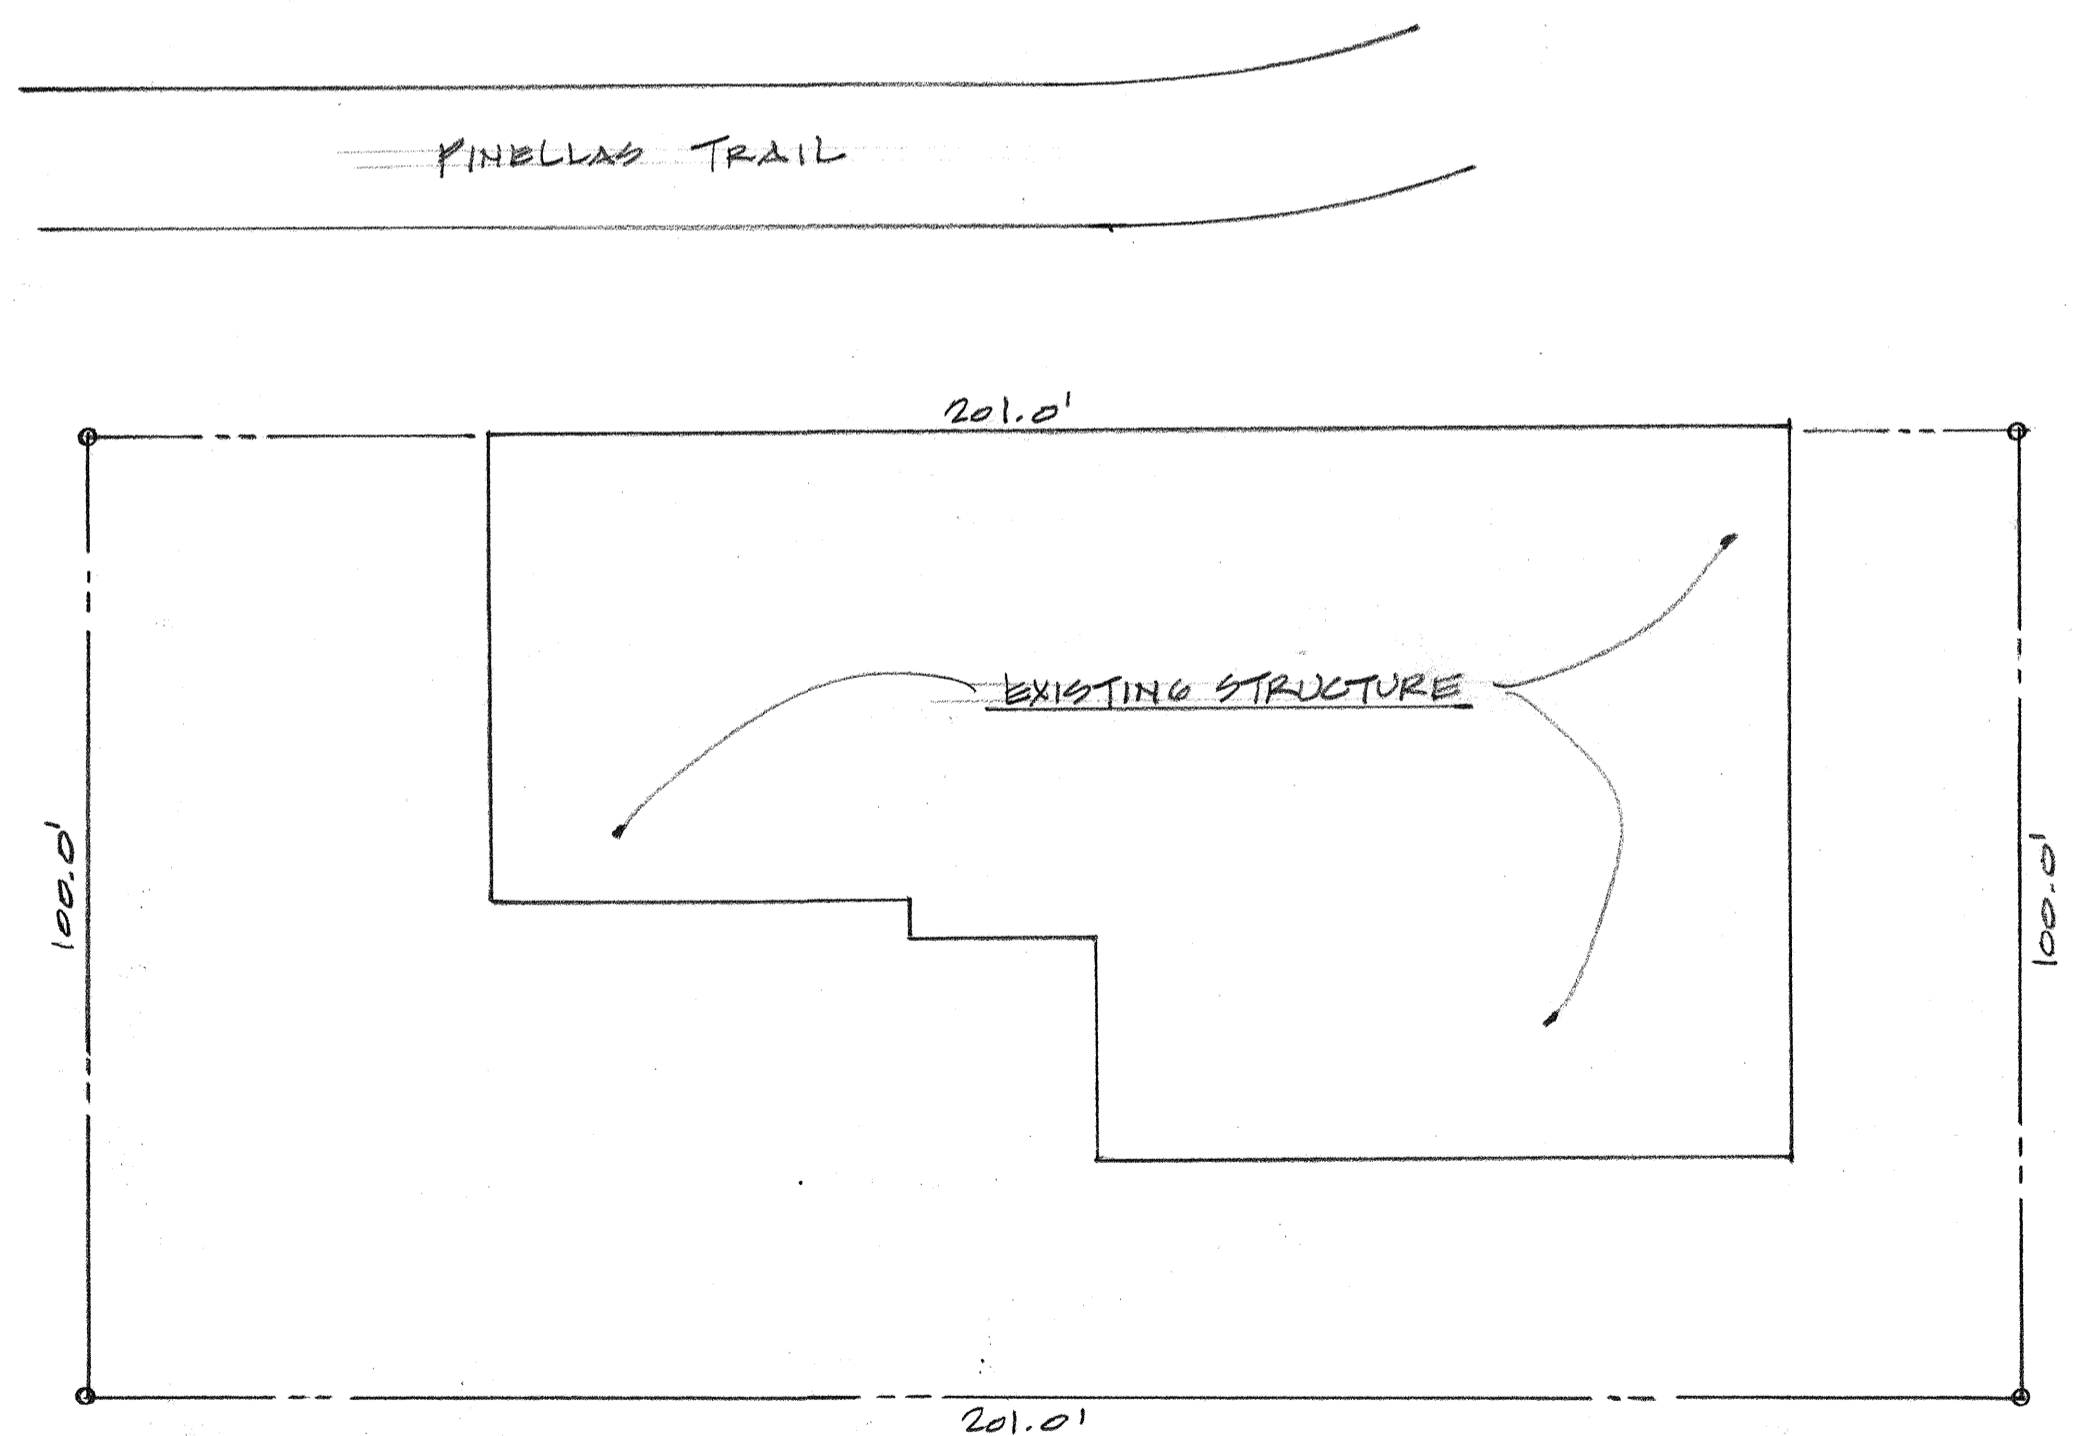 PINELLAS TRAIL
201.0'
EXISTING STRUCTURE
100.0'
100.0'
201.0'